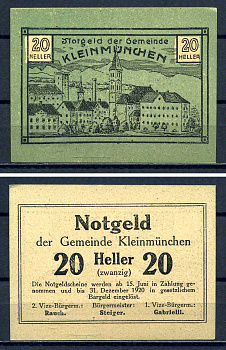 Notgeld der Gemeinde
KLEINMÜNCHEN
20
HELLER
20
HELLER
Notgeld
der Gemeinde Kleinmünchen
20 Heller 20
(zwanzig)
Die Notgeldscheine werden ab 15. Juni in Zahlung ge-
nommen und bis 31. Dezember 1920 in gesetzlichem
Bargeld eingelöst.
2. Vize-Bürgerm.: Bürgermeister: 1. Vize-Bürgerm.:
Rauch. Steiger. Gabrielli.